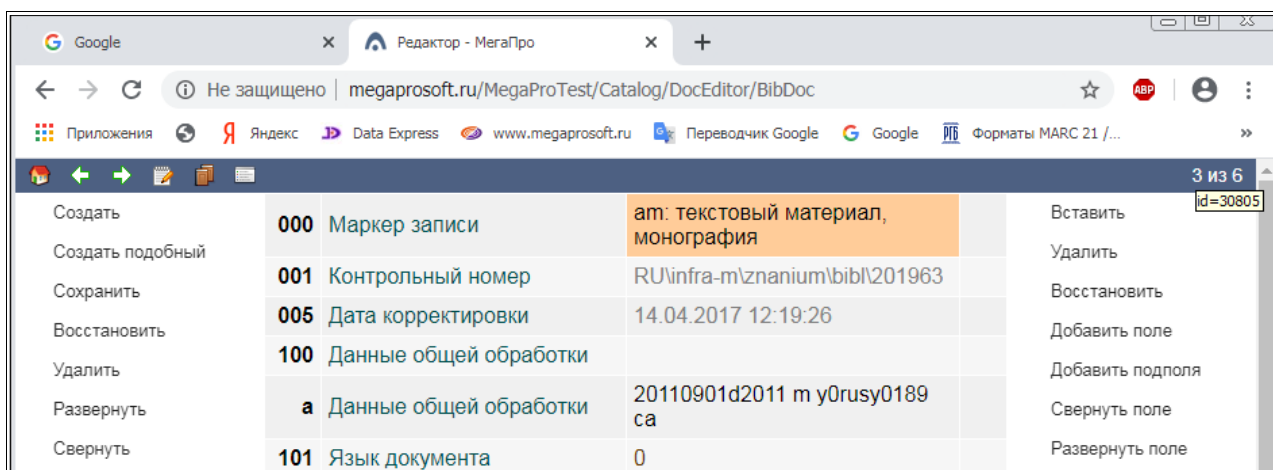 Google
Редактор - МегаПро
Не защищено | megaprosoft.ru/MegaProTest/Catalog/DocEditor/BibDoc
ABP
Приложения Яндекс Data Express www.megaprosoft.ru Переводчик Google Google РГБ Форматы MARC 21 /... »
3 из 6
id=30805
Создать
Создать подобный
Сохранить
Восстановить
Удалить
Развернуть
Свернуть
000 Маркер записи am: текстовый материал,
монография
001 Контрольный номер RU\infra-m\znanium\bibl\201963
005 Дата корректировки 14.04.2017 12:19:26
100 Данные общей обработки
a Данные общей обработки 20110901d2011 m y0rusy0189
ca
101 Язык документа 0
Вставить
Удалить
Восстановить
Добавить поле
Добавить подполя
Свернуть поле
Развернуть поле